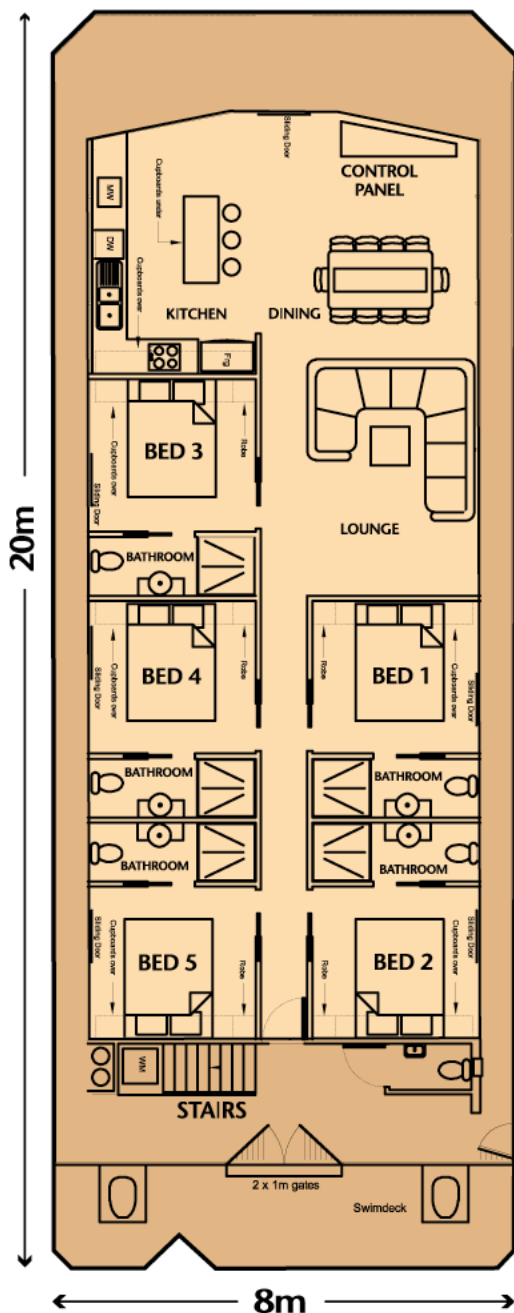 Sliding Door
CONTROL
PANEL
MW
Cupboards under
DW
Cupboards over
KITCHEN
DINING
Frg
BED 3
Cupboards over
Robe
Sliding Door
LOUNGE
20m
BATHROOM
BED 4
Cupboards over
Robe
Sliding Door
BED 1
Robe
Cupboards over
Sliding Door
BATHROOM
BATHROOM
BATHROOM
BATHROOM
Sliding Door
Cupboards over
BED 5
Robe
Robe
BED 2
Cupboards over
Sliding Door
WM
STAIRS
2 x 1m gates
Swimdeck
8m